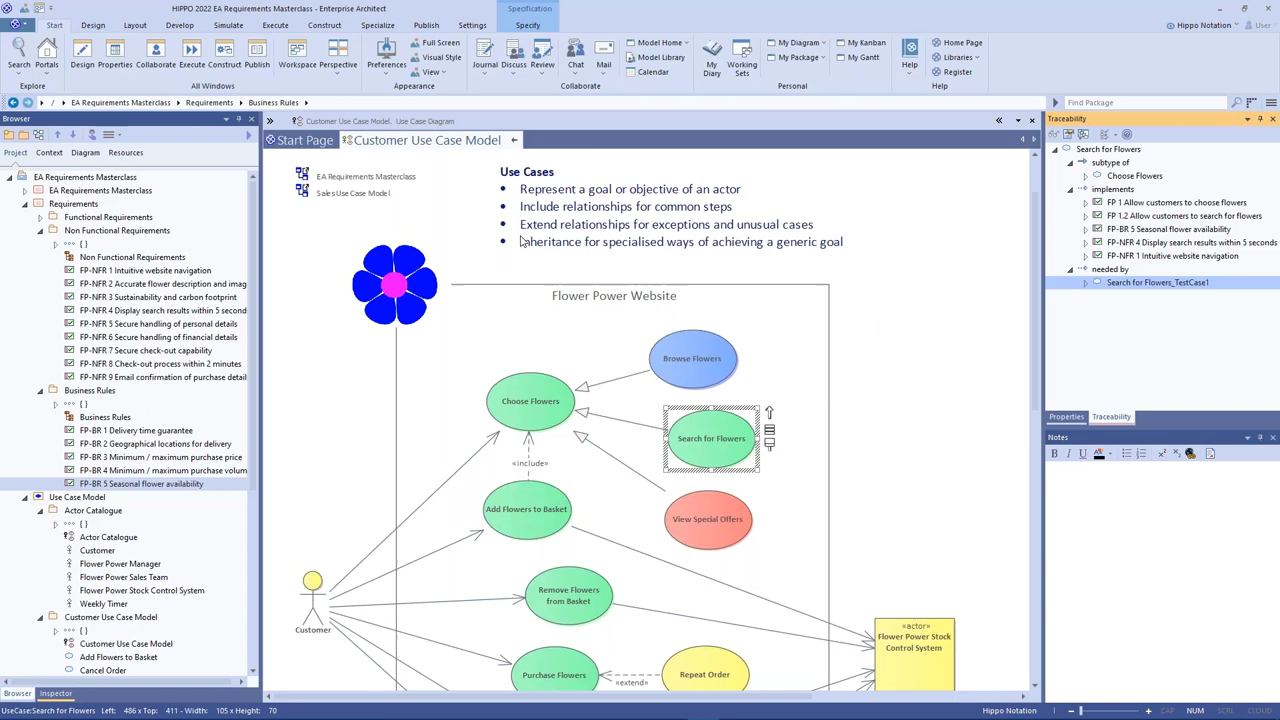 HIPPO 2022 EA Requirements Masterclass - Enterprise Architect
Specification
Start
Design
Layout
Develop
Simulate
Execute
Construct
Specialize
Publish
Settings
Specify
Hippo Notation
User
Search
Portals
Design
Properties
Collaborate
Execute
Construct
Publish
Workspace
Perspective
Preferences
Full Screen
Visual Style
View
Journal
Discuss
Review
Chat
Mail
Model Home
Model Library
Calendar
My Diary
Working Sets
My Diagram
My Package
My Kanban
My Gantt
Help
Home Page
Libraries
Register
Explore
All Windows
Appearance
Collaborate
Personal
Help
/ EA Requirements Masterclass Requirements Business Rules
Find Package
Browser
Project
Context
Diagram
Resources
EA Requirements Masterclass
EA Requirements Masterclass
Requirements
Functional Requirements
Non Functional Requirements
{ }
Non Functional Requirements
FP-NFR 1 Intuitive website navigation
FP-NFR 2 Accurate flower description and imag
FP-NFR 3 Sustainability and carbon footprint
FP-NFR 4 Display search results within 5 second
FP-NFR 5 Secure handling of personal details
FP-NFR 6 Secure handling of financial details
FP-NFR 7 Secure check-out capability
FP-NFR 8 Check-out process within 2 minutes
FP-NFR 9 Email confirmation of purchase detail
Business Rules
Business Rules
FP-BR 1 Delivery time guarantee
FP-BR 2 Geographical locations for delivery
FP-BR 3 Minimum / maximum purchase price
FP-BR 4 Minimum / maximum purchase volum
FP-BR 5 Seasonal flower availability
Use Case Model
Actor Catalogue
{ }
Actor Catalogue
Customer
Flower Power Manager
Flower Power Sales Team
Flower Power Stock Control System
Weekly Timer
Customer Use Case Model
{ }
Customer Use Case Model
Add Flowers to Basket
Cancel Order
Browser
Inspector
Customer Use Case Model. Use Case Diagram
Start Page
Customer Use Case Model
EA Requirements Masterclass
Sales Use Case Model
Use Cases
• Represent a goal or objective of an actor
• Include relationships for common steps
• Extend relationships for exceptions and unusual cases
• Inheritance for specialised ways of achieving a generic goal
Flower Power Website
Browse Flowers
Choose Flowers
Search for Flowers
«include»
Add Flowers to Basket
View Special Offers
Remove Flowers
from Basket
Customer
«actor»
Flower Power Stock
Control System
Purchase Flowers
«extend»
Repeat Order
Traceability
Search for Flowers
subtype of
Choose Flowers
implements
FP 1 Allow customers to choose flowers
FP 1.2 Allow customers to search for flowers
FP-BR 5 Seasonal flower availability
FP-NFR 4 Display search results within 5 seconds
FP-NFR 1 Intuitive website navigation
needed by
Search for Flowers_TestCase1
Properties
Traceability
Notes
B I U A
UseCase:Search for Flowers Left: 486 x Top: 411 - Width: 105 x Height: 70
Hippo Notation
CAP
NUM
SCRL
CLOUD